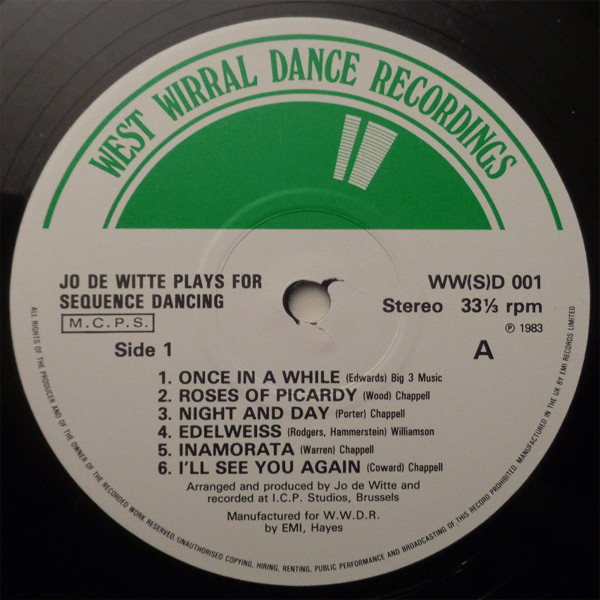 WEST WIRRAL DANCE RECORDINGS
JO DE WITTE PLAYS FOR
SEQUENCE DANCING
M.C.P.S.
Side 1
WW(S)D 001
Stereo 33⅓ rpm
℗ 1983
A
1. ONCE IN A WHILE (Edwards) Big 3 Music
2. ROSES OF PICARDY (Wood) Chappell
3. NIGHT AND DAY (Porter) Chappell
4. EDELWEISS (Rodgers, Hammerstein) Williamson
5. INAMORATA (Warren) Chappell
6. I'LL SEE YOU AGAIN (Coward) Chappell
Arranged and produced by Jo de Witte and
recorded at I.C.P. Studios, Brussels
Manufactured for W.W.D.R.
by EMI, Hayes
ALL RIGHTS OF THE PRODUCER AND OF THE OWNER OF THE RECORDED WORK RESERVED. UNAUTHORISED COPYING, HIRING, RENTING, PUBLIC PERFORMANCE AND BROADCASTING OF THIS RECORD PROHIBITED. MANUFACTURED IN THE UK BY EMI RECORDS LIMITED